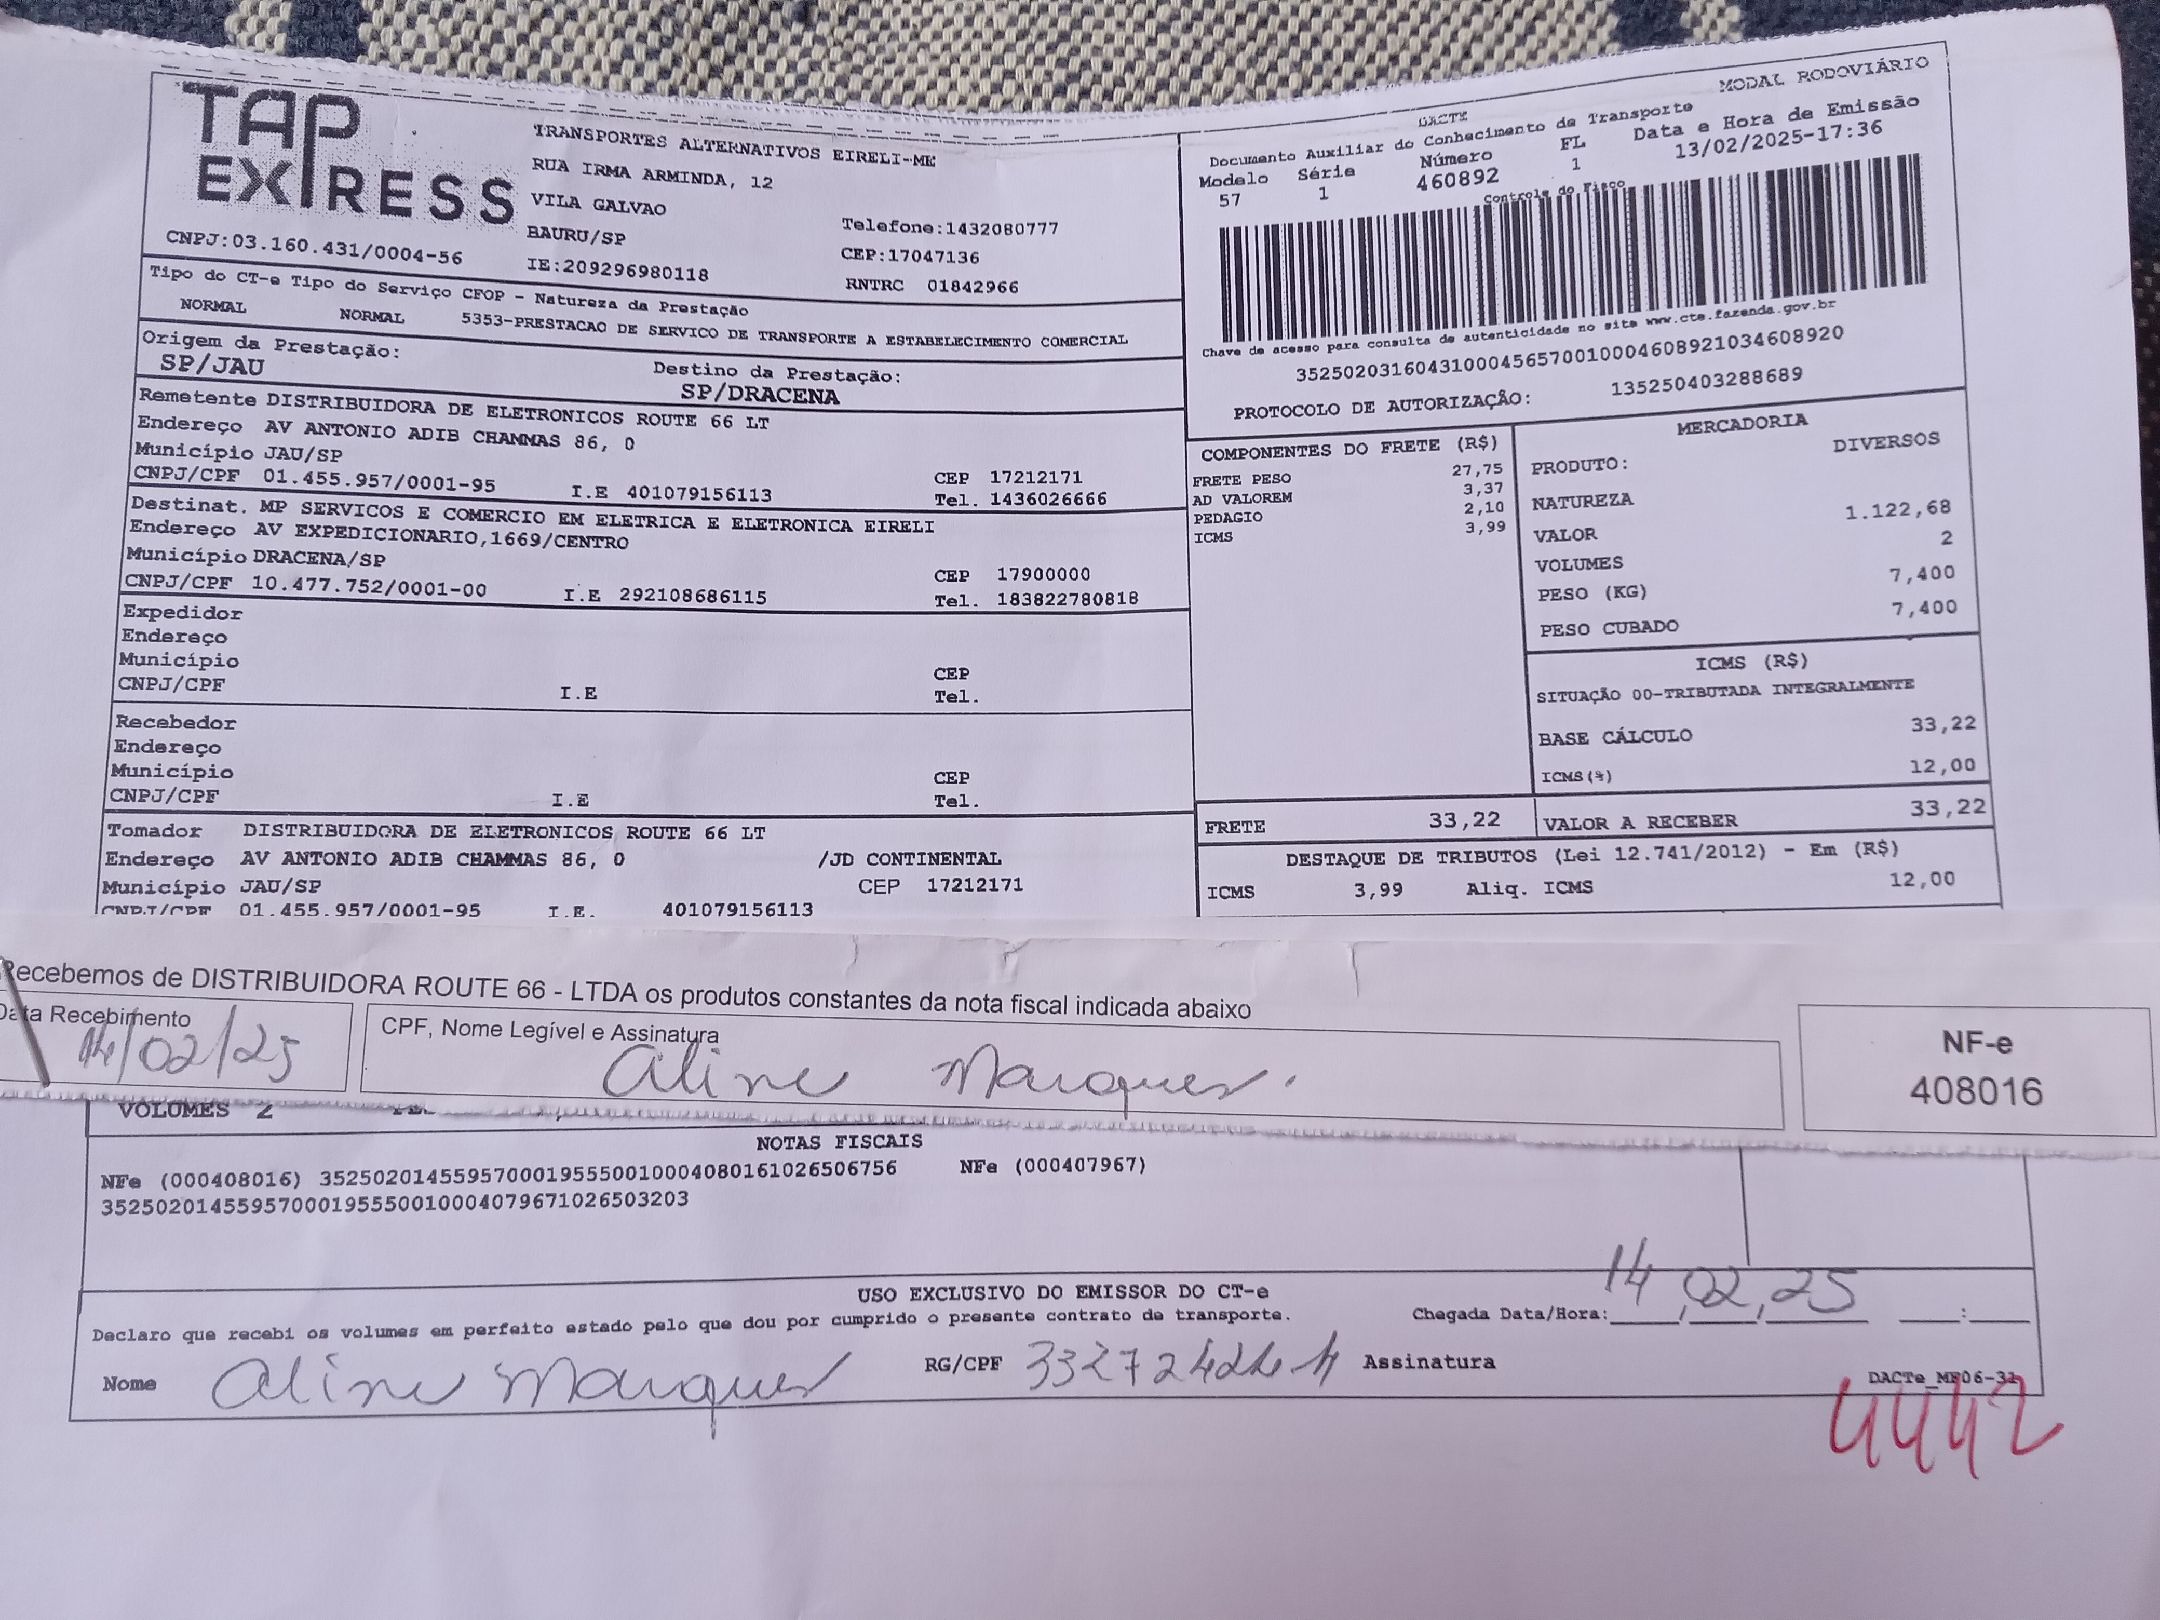 TAP
EXPRESS
TRANSPORTES ALTERNATIVOS EIRELI-ME
RUA IRMA ARMINDA, 12
VILA GALVAO
BAURU/SP Telefone:1432080777
CNPJ:03.160.431/0004-56 IE:209296980118 CEP:17047136
RNTRC 01842966
Tipo do CT-e Tipo do Serviço CFOP - Natureza da Prestação
NORMAL NORMAL 5353-PRESTACAO DE SERVICO DE TRANSPORTE A ESTABELECIMENTO COMERCIAL
Origem da Prestação: Destino da Prestação:
SP/JAU SP/DRACENA
Remetente DISTRIBUIDORA DE ELETRONICOS ROUTE 66 LT
Endereço AV ANTONIO ADIB CHAMMAS 86, 0
Município JAU/SP CEP 17212171
CNPJ/CPF 01.455.957/0001-95 I.E 401079156113 Tel. 1436026666
Destinat. MP SERVICOS E COMERCIO EM ELETRICA E ELETRONICA EIRELI
Endereço AV EXPEDICIONARIO,1669/CENTRO
Município DRACENA/SP CEP 17900000
CNPJ/CPF 10.477.752/0001-00 I.E 292108686115 Tel. 183822780818
Expedidor
Endereço
Município CEP
CNPJ/CPF I.E Tel.
Recebedor
Endereço
Município CEP
CNPJ/CPF I.E Tel.
Tomador DISTRIBUIDORA DE ELETRONICOS ROUTE 66 LT
Endereço AV ANTONIO ADIB CHAMMAS 86, 0 /JD CONTINENTAL
Município JAU/SP CEP 17212171
CNPJ/CPF 01.455.957/0001-95 I.E. 401079156113
DACTE MODAL RODOVIÁRIO
Documento Auxiliar do Conhecimento de Transporte
Modelo Série Número FL Data e Hora de Emissão
57 1 460892 1 13/02/2025-17:36
Controle do Fisco
Chave de acesso para consulta de autenticidade no site www.cte.fazenda.gov.br
35250203160431000456570010004608921034608920
PROTOCOLO DE AUTORIZAÇÃO: 135250403288689
COMPONENTES DO FRETE (R$)
FRETE PESO 27,75
AD VALOREM 3,37
PEDAGIO 2,10
ICMS 3,99
MERCADORIA
PRODUTO: DIVERSOS
NATUREZA
VALOR 1.122,68
VOLUMES 2
PESO (KG) 7,400
PESO CUBADO 7,400
ICMS (R$)
SITUAÇÃO 00-TRIBUTADA INTEGRALMENTE
BASE CÁLCULO 33,22
ICMS(%) 12,00
FRETE 33,22 VALOR A RECEBER 33,22
DESTAQUE DE TRIBUTOS (Lei 12.741/2012) - Em (R$)
ICMS 3,99 Aliq. ICMS 12,00
Recebemos de DISTRIBUIDORA ROUTE 66 - LTDA os produtos constantes da nota fiscal indicada abaixo
Data Recebimento CPF, Nome Legível e Assinatura
14/02/25 Aline Marques.
NF-e
408016
VOLUMES 2
NOTAS FISCAIS
NFe (000408016) 35250201455957000195550010004080161026506756 NFe (000407967)
35250201455957000195550010004079671026503203
USO EXCLUSIVO DO EMISSOR DO CT-e
Declaro que recebi os volumes em perfeito estado pelo que dou por cumprido o presente contrato de transporte. Chegada Data/Hora: 14/02/25 :
Nome Aline Marques RG/CPF Assinatura
4442